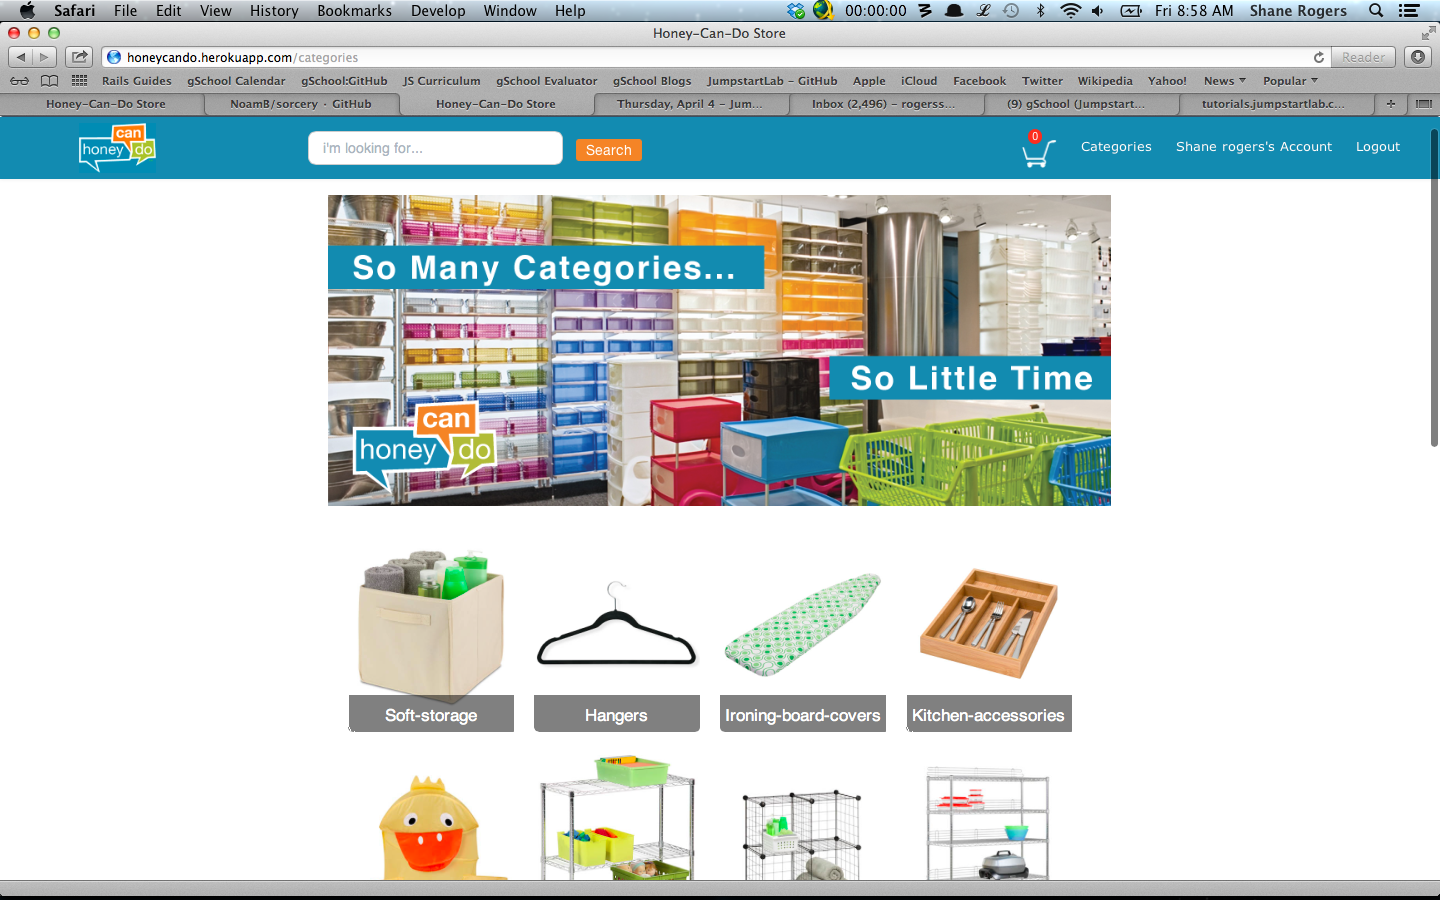 Safari File Edit View History Bookmarks Develop Window Help 00:00:00 Fri 8:58 AM Shane Rogers
Honey-Can-Do Store
honeycando.herokuapp.com/categories Reader
Rails Guides gSchool Calendar gSchool:GitHub JS Curriculum gSchool Evaluator gSchool Blogs JumpstartLab - GitHub Apple iCloud Facebook Twitter Wikipedia Yahoo! News Popular
Honey-Can-Do Store Noam8/sorcery · GitHub Honey-Can-Do Store Thursday, April 4 - Jum... Inbox (2,496) - rogerss... (9) gSchool (Jumpstart... tutorials.jumpstartlab.c...
can
honey do
i'm looking for...
Search
0
Categories Shane rogers's Account Logout
So Many Categories...
So Little Time
can
honey do
Soft-storage Hangers Ironing-board-covers Kitchen-accessories